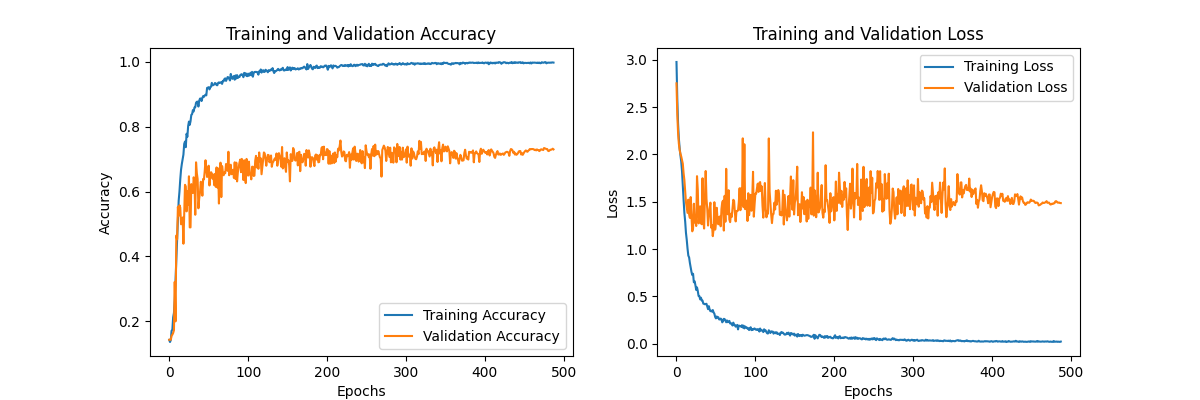 Training and Validation Accuracy
1.0
0.8
0.6
0.4
0.2
Accuracy
0 100 200 300 400 500
Epochs
Training Accuracy
Validation Accuracy
Training and Validation Loss
3.0
2.5
2.0
1.5
1.0
0.5
0.0
Loss
0 100 200 300 400 500
Epochs
Training Loss
Validation Loss